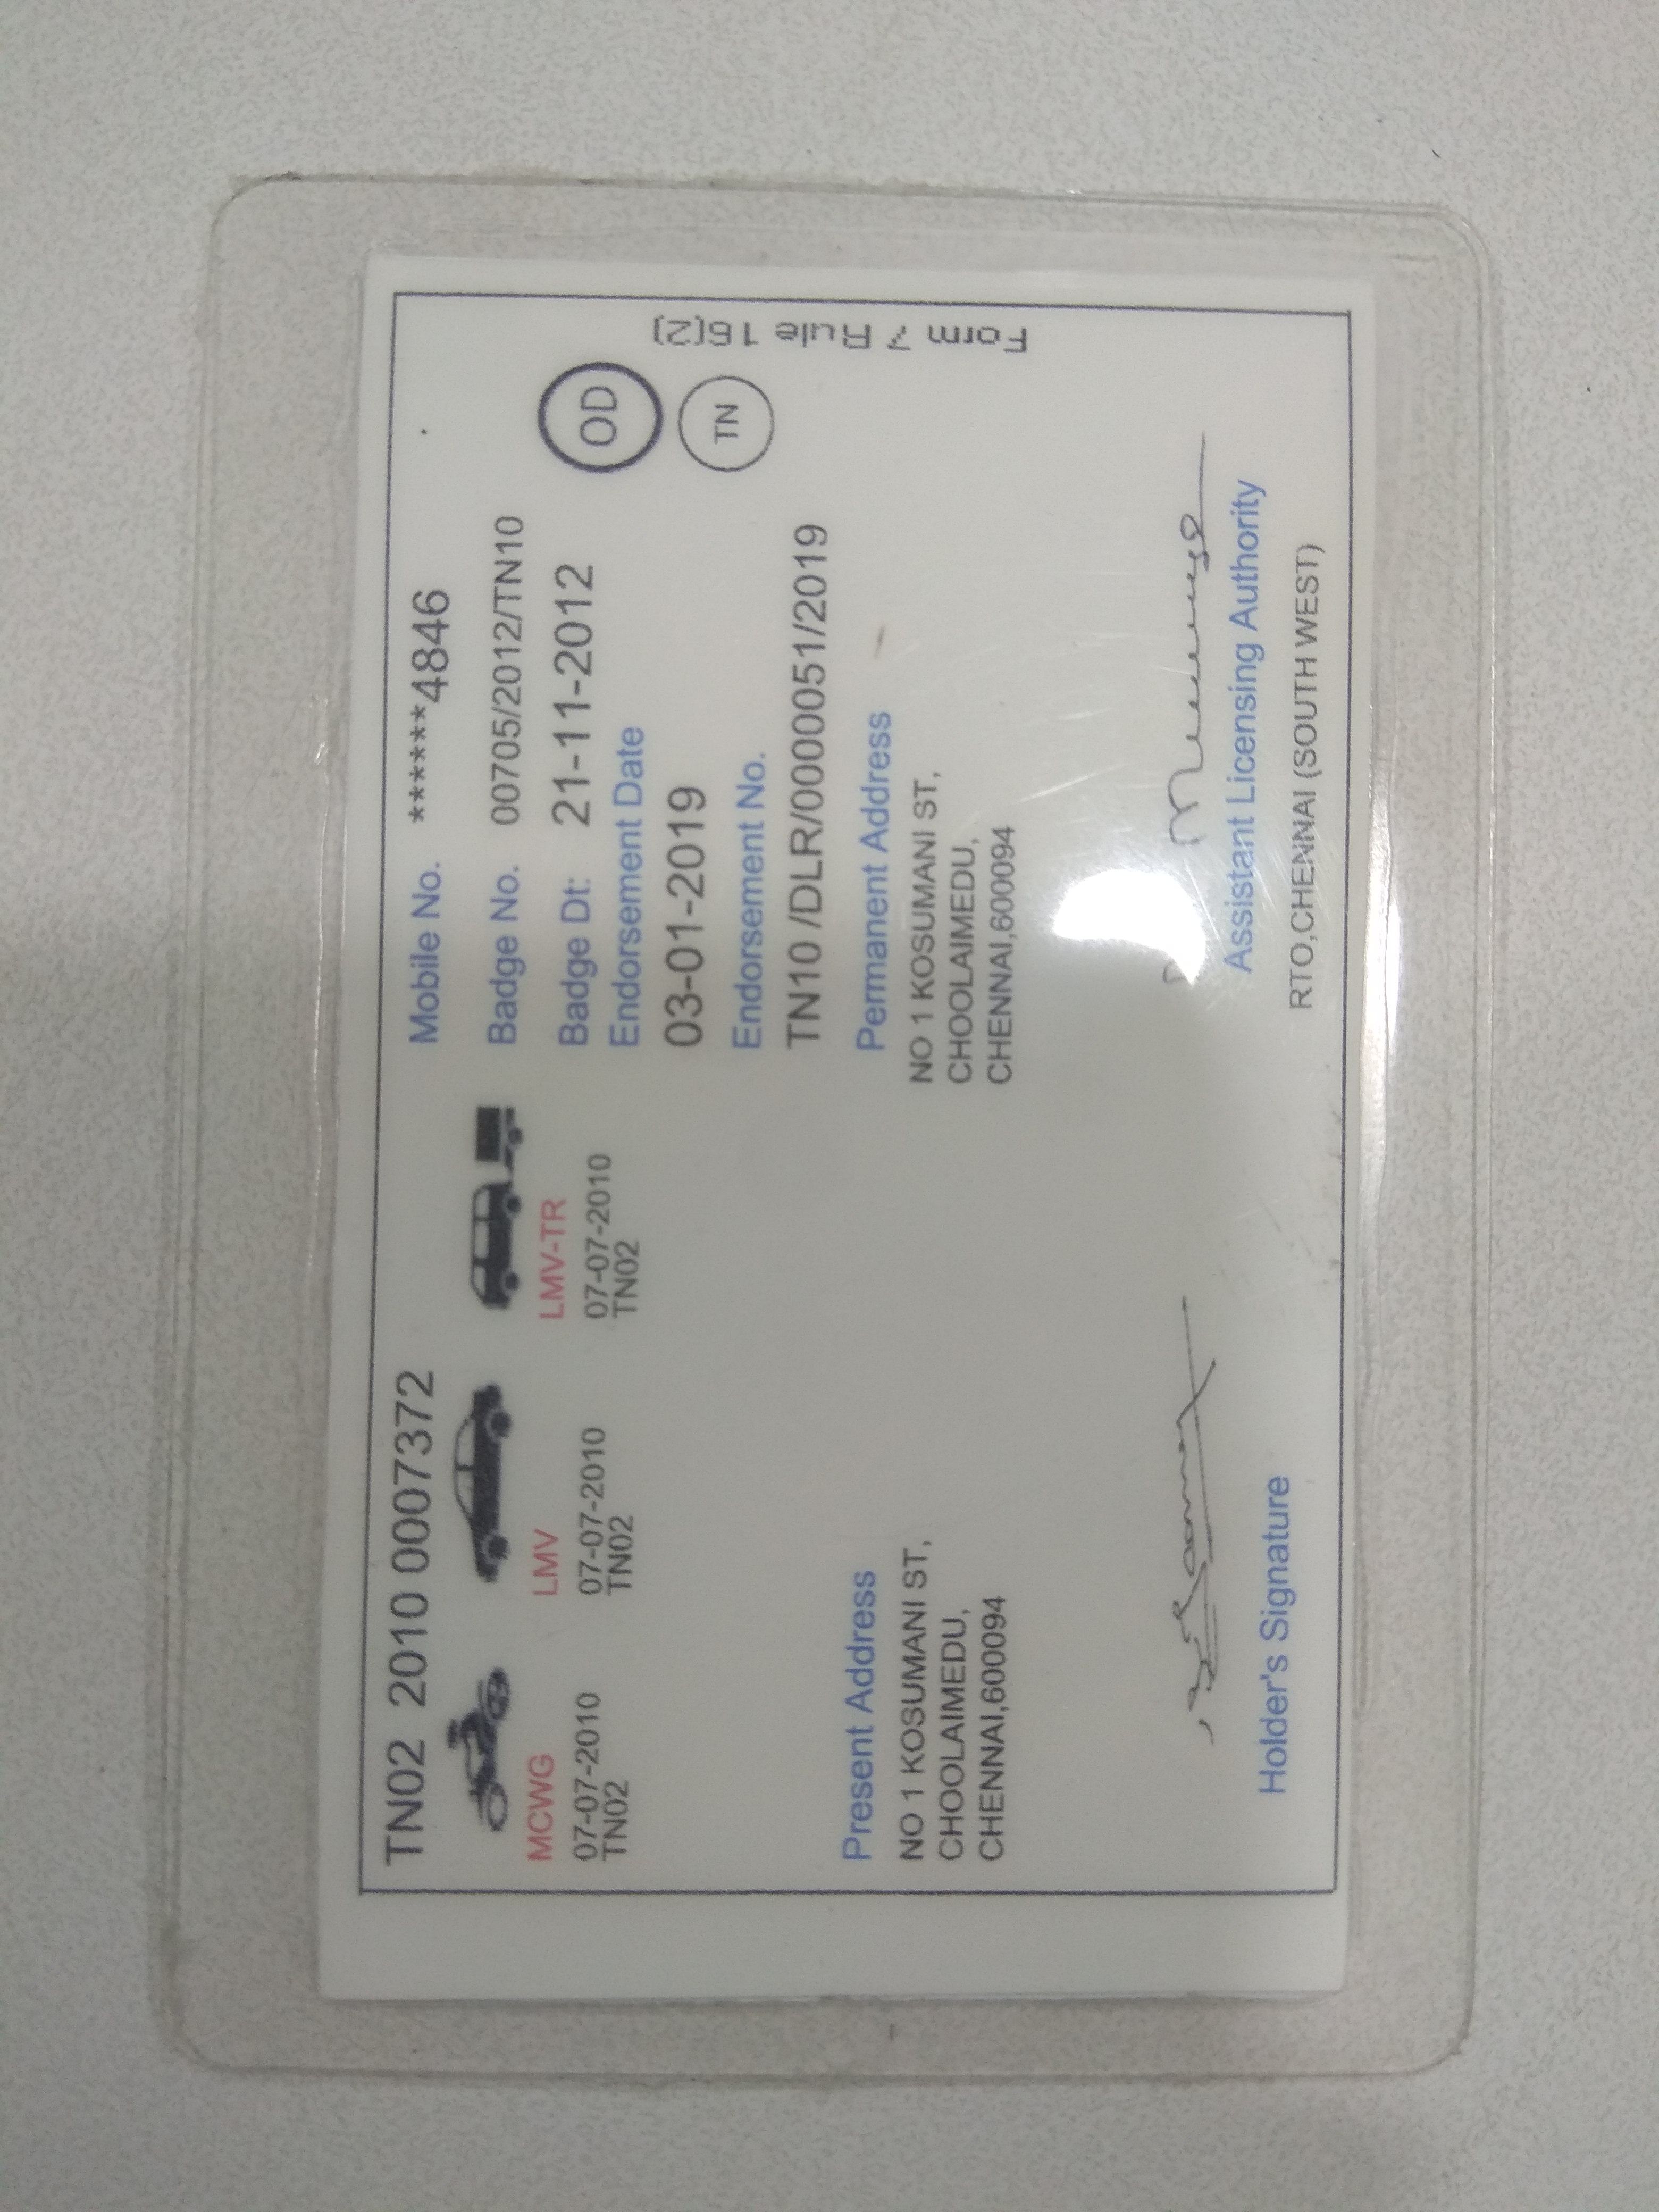 TN02 2010 0007372
MCWG
07-07-2010
TN02
LMV
07-07-2010
TN02
LMV-TR
07-07-2010
TN02
Mobile No. ******4846
Badge No. 00705/2012/TN10
Badge Dt: 21-11-2012
Endorsement Date
03-01-2019
Endorsement No.
TN10 /DLR/0000051/2019
OD
TN
Form 7 Rule 16(2)
Present Address
NO 1 KOSUMANI ST,
CHOOLAIMEDU,
CHENNAI,600094
Permanent Address
NO 1 KOSUMANI ST,
CHOOLAIMEDU,
CHENNAI,600094
Holder's Signature
Assistant Licensing Authority
RTO,CHENNAI (SOUTH WEST)